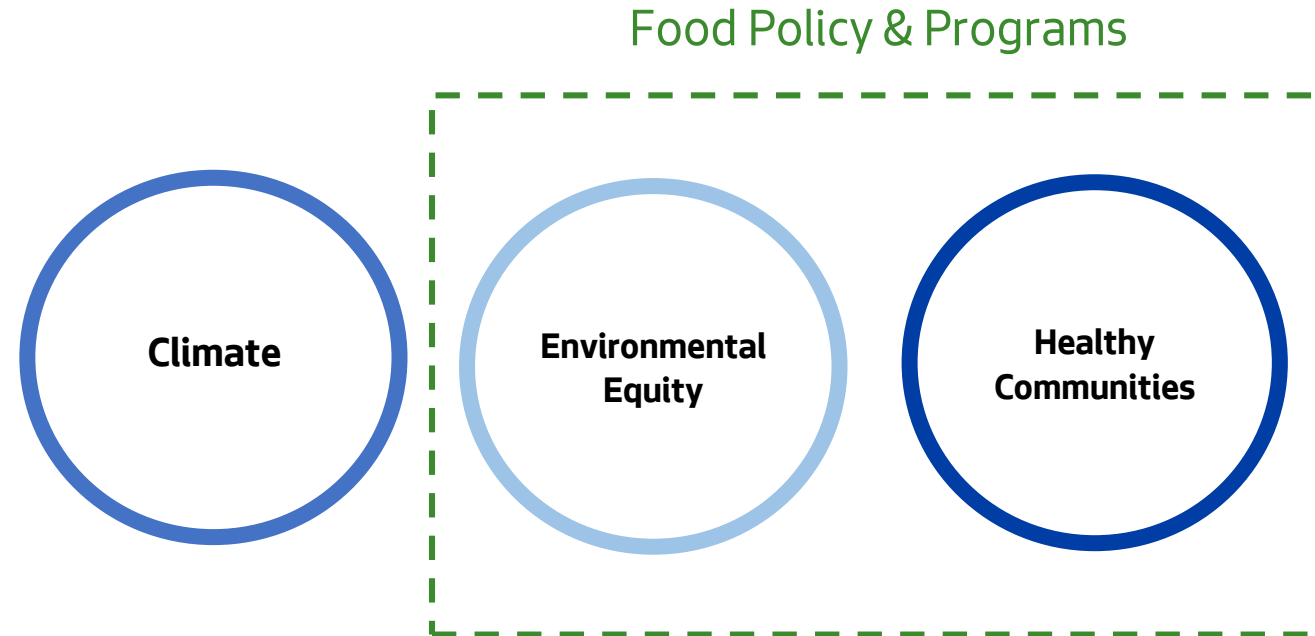 Food Policy & Programs
Climate
Environmental
Equity
Healthy
Communities